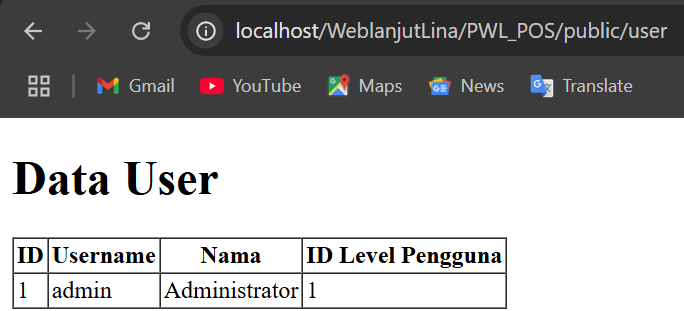 localhost/WeblanjutLina/PWL_POS/public/user
Gmail YouTube Maps News Translate
Data User
ID Username Nama ID Level Pengguna
1 admin Administrator 1